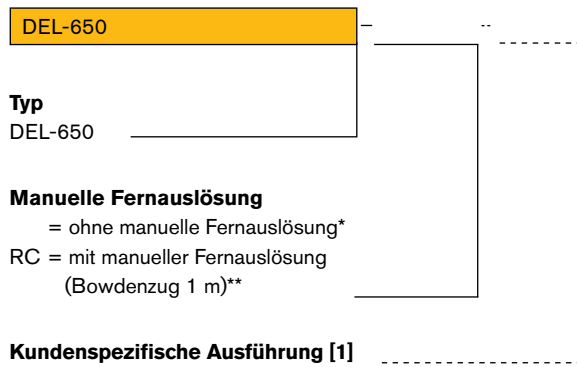 DEL-650
Typ
DEL-650
Manuelle Fernauslösung
= ohne manuelle Fernauslösung*
RC = mit manueller Fernauslösung
(Bowdenzug 1 m)**
Kundenspezifische Ausführung [1]